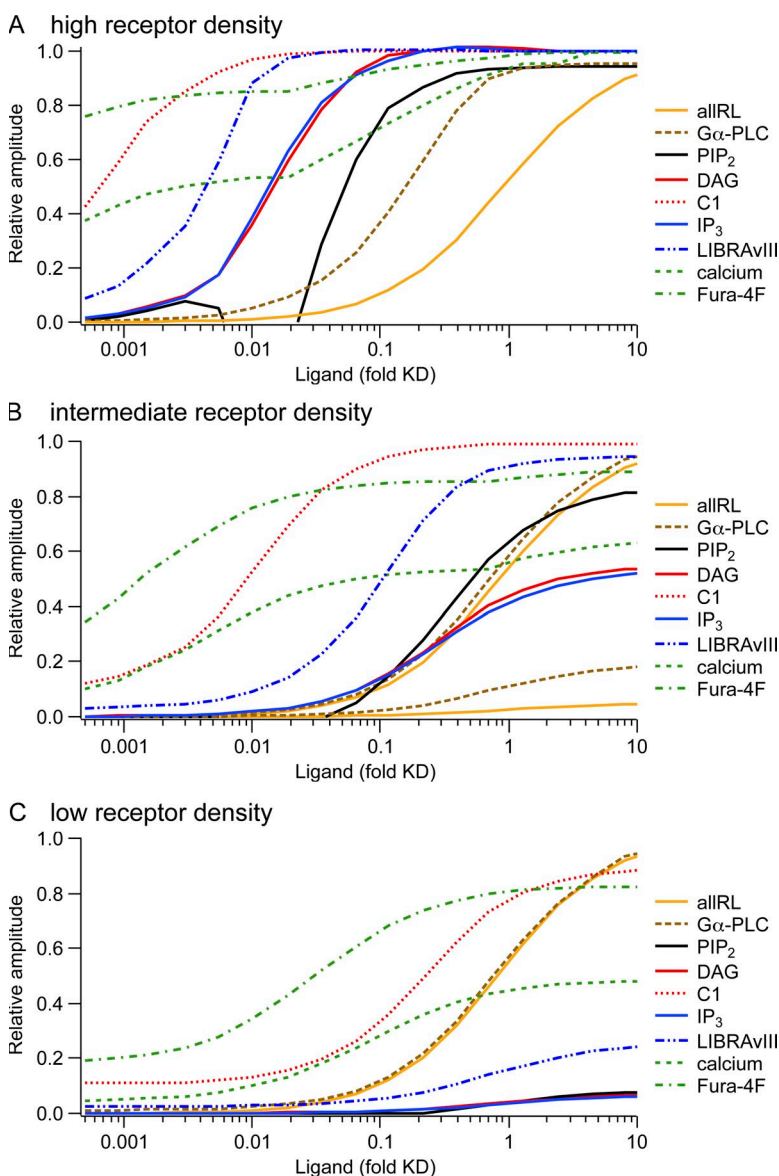 A high receptor density
1.0
0.8
0.6
0.4
0.2
0.0
Relative amplitude
0.001 0.01 0.1 1 10
Ligand (fold KD)
allRL
Gα-PLC
PIP2
DAG
C1
IP3
LIBRAvIII
calcium
Fura-4F
B intermediate receptor density
1.0
0.8
0.6
0.4
0.2
0.0
Relative amplitude
0.001 0.01 0.1 1 10
Ligand (fold KD)
allRL
Gα-PLC
PIP2
DAG
C1
IP3
LIBRAvIII
calcium
Fura-4F
C low receptor density
1.0
0.8
0.6
0.4
0.2
0.0
Relative amplitude
0.001 0.01 0.1 1 10
Ligand (fold KD)
allRL
Gα-PLC
PIP2
DAG
C1
IP3
LIBRAvIII
calcium
Fura-4F